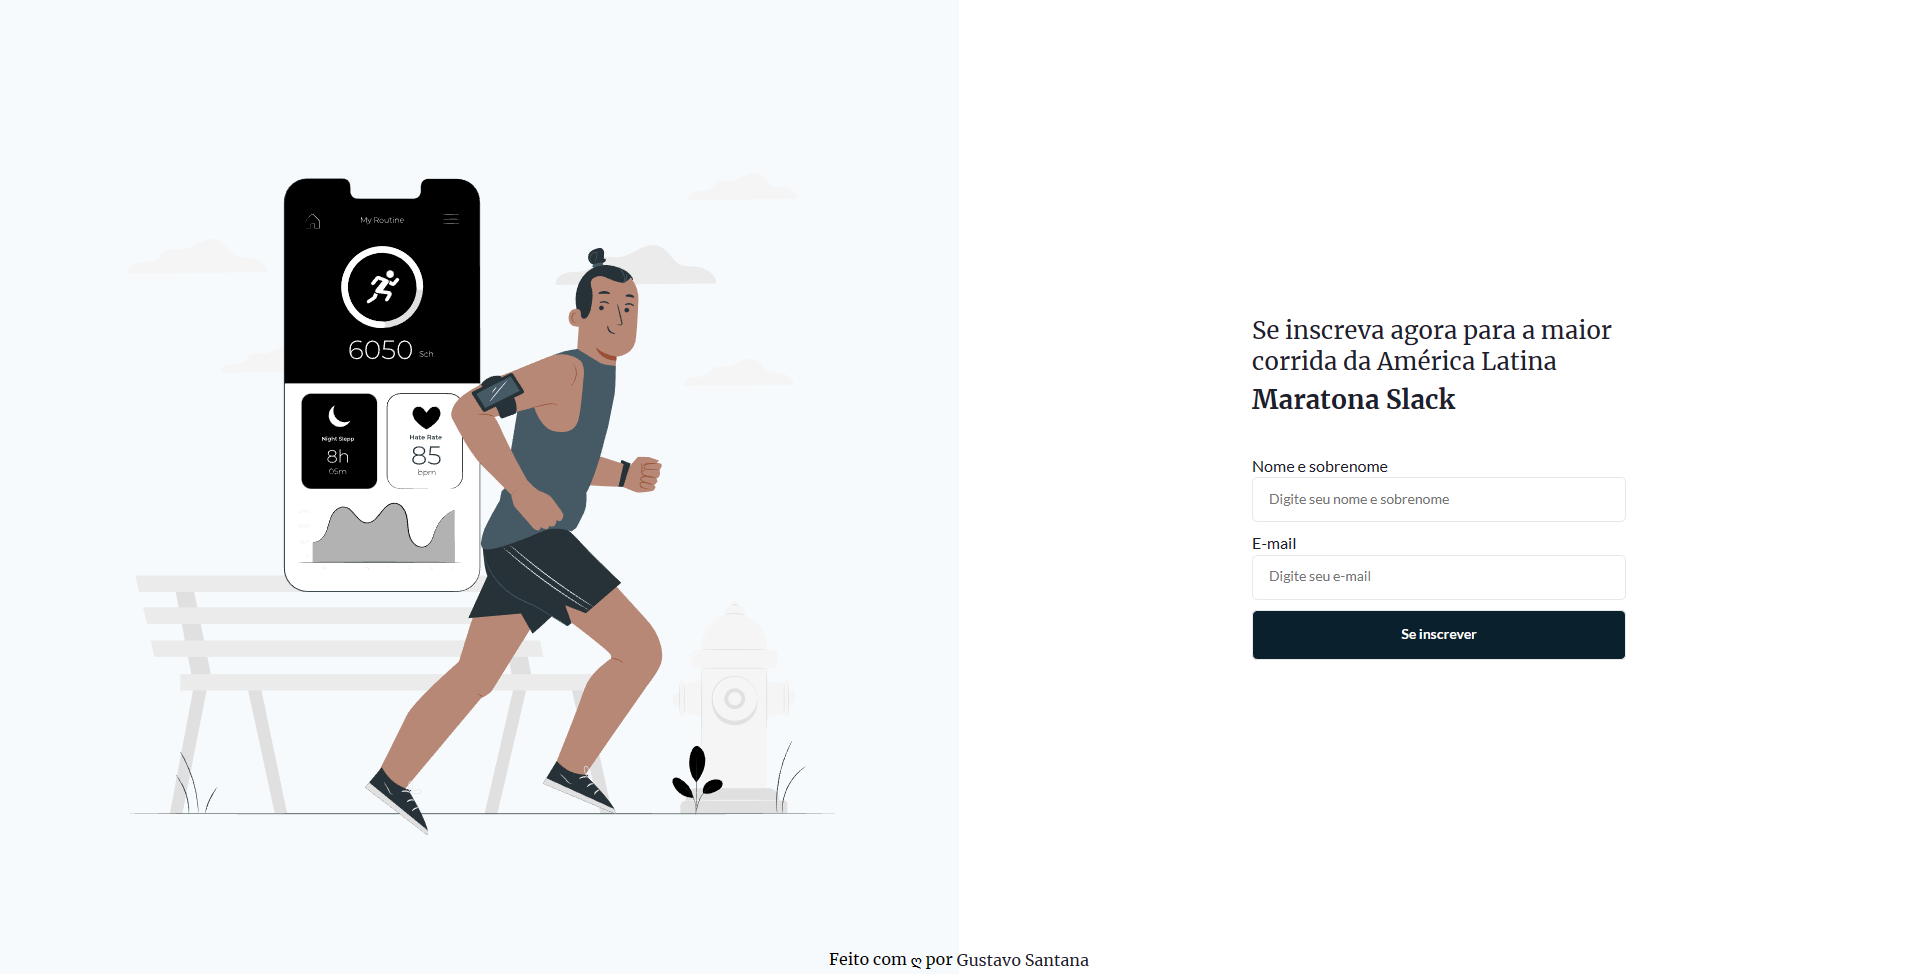 My Routine
6050 Sch
Night Slepp
8h
05m
Hate Rate
85
bpm
Se inscreva agora para a maior
corrida da América Latina
Maratona Slack
Nome e sobrenome
Digite seu nome e sobrenome
E-mail
Digite seu e-mail
Se inscrever
Feito com ღ por Gustavo Santana